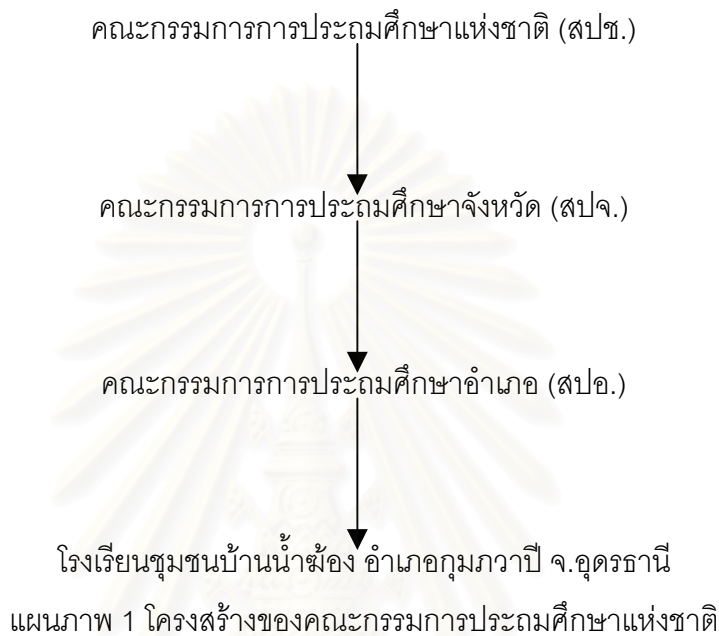 คณะกรรมการการประถมศึกษาแห่งชาติ (สปช.)
คณะกรรมการการประถมศึกษาจังหวัด (สปจ.)
คณะกรรมการการประถมศึกษาอำเภอ (สปอ.)
โรงเรียนชุมชนบ้านน้ำฆ้อง อำเภอกุมภวาปี จ.อุดรธานี
แผนภาพ 1 โครงสร้างของคณะกรรมการประถมศึกษาแห่งชาติ